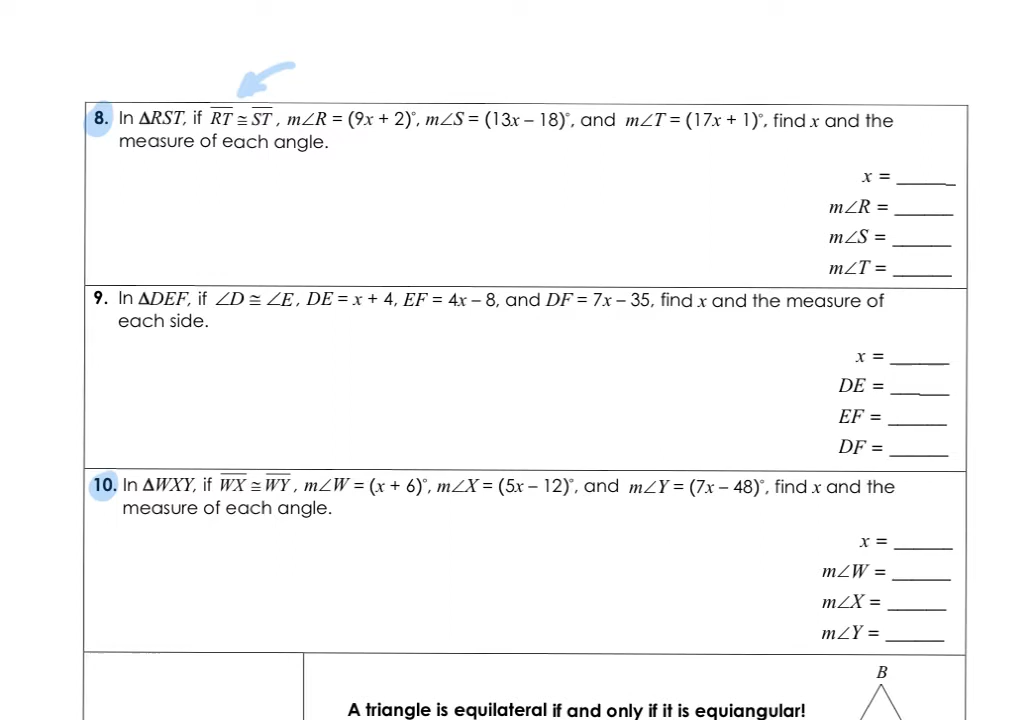 8. In ΔRST, if RT ≅ ST, m∠R = (9x + 2)°, m∠S = (13x – 18)°, and m∠T = (17x + 1)°, find x and the
measure of each angle.
x = ______
m∠R = ______
m∠S = ______
m∠T = ______
9. In ΔDEF, if ∠D ≅ ∠E, DE = x + 4, EF = 4x – 8, and DF = 7x – 35, find x and the measure of
each side.
x = ______
DE = ______
EF = ______
DF = ______
10. In ΔWXY, if WX ≅ WY, m∠W = (x + 6)°, m∠X = (5x – 12)°, and m∠Y = (7x – 48)°, find x and the
measure of each angle.
x = ______
m∠W = ______
m∠X = ______
m∠Y = ______
B
A triangle is equilateral if and only if it is equiangular!